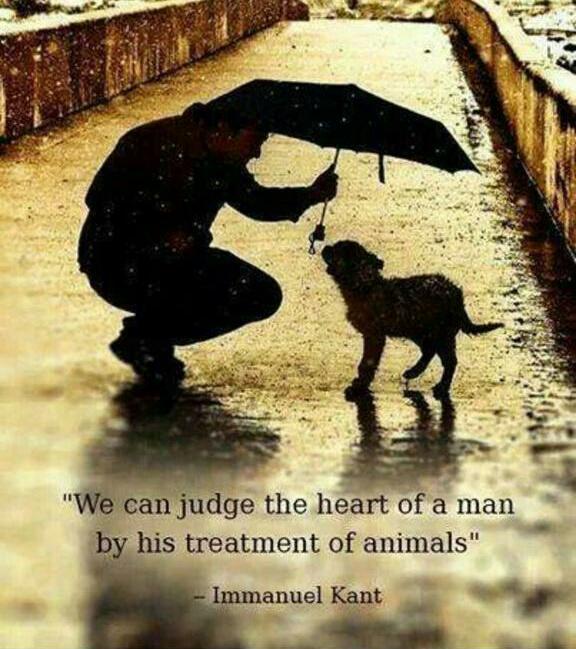 "We can judge the heart of a man
by his treatment of animals"
– Immanuel Kant